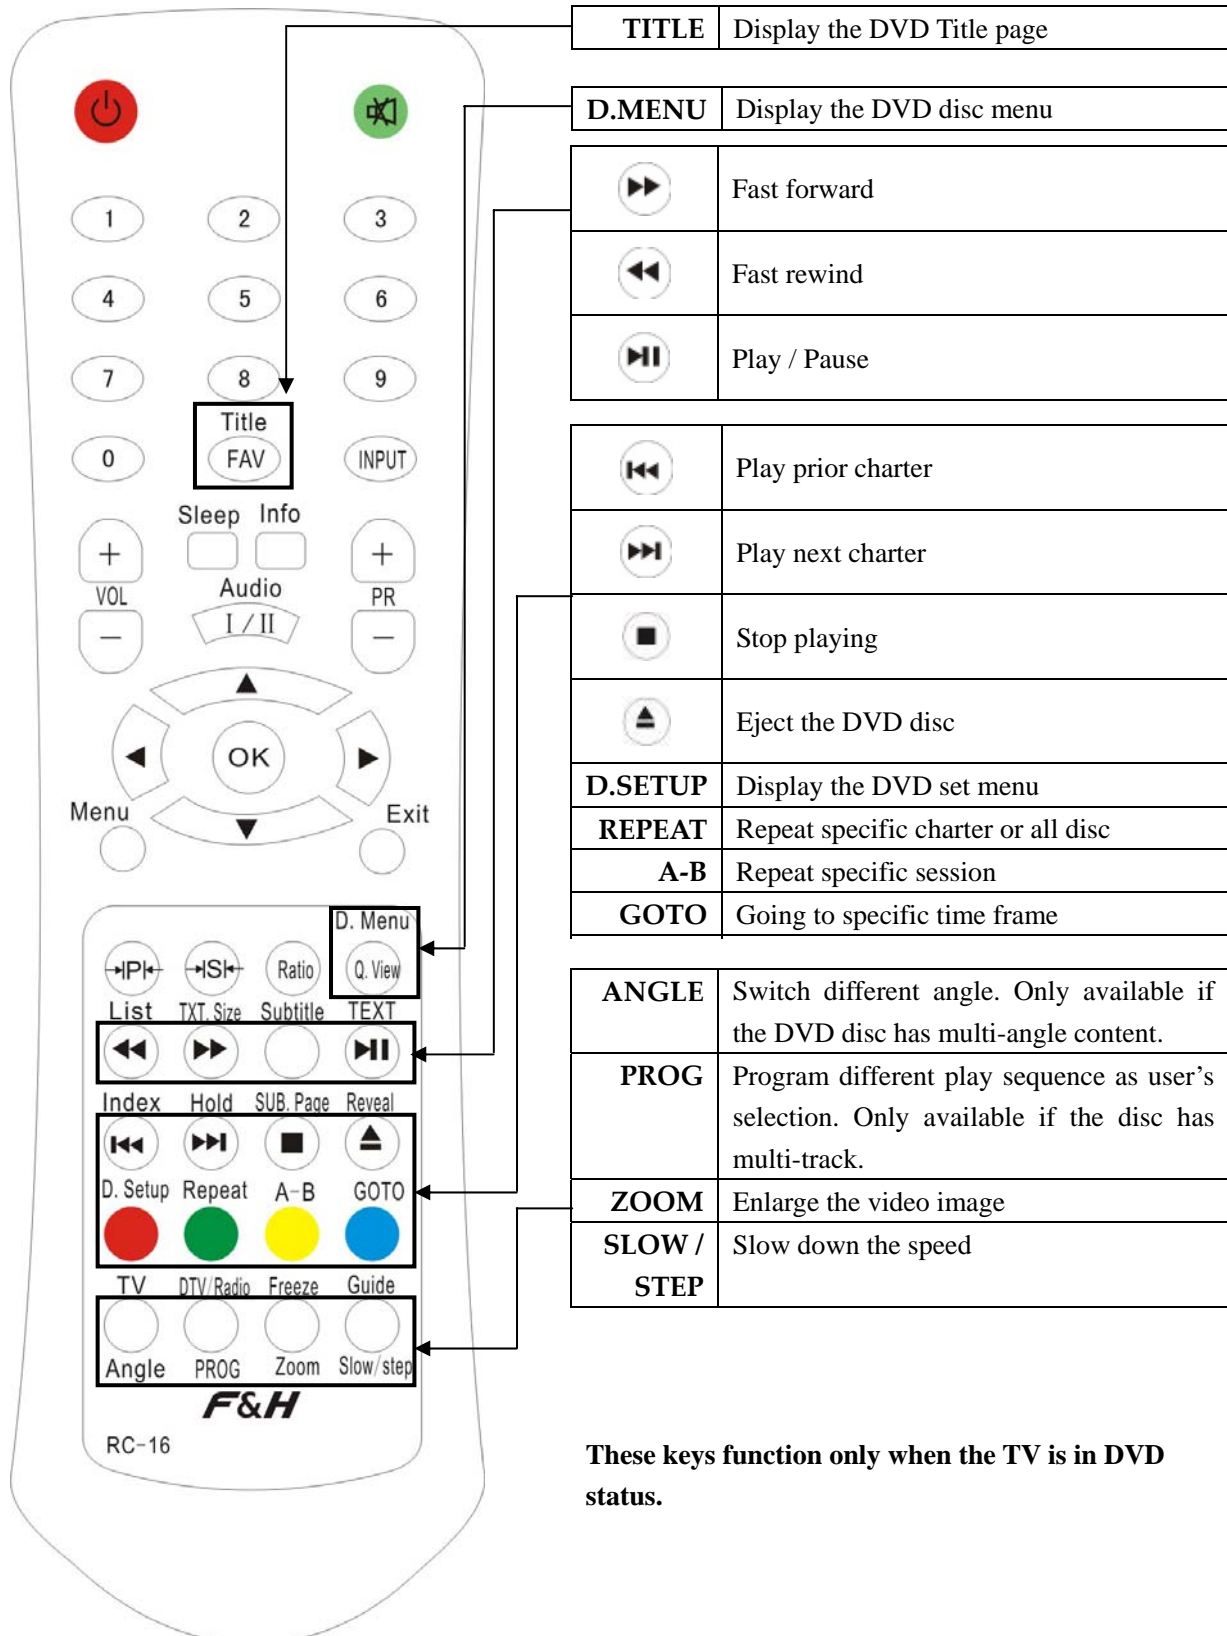 TITLE Display the DVD Title page
D.MENU Display the DVD disc menu
Fast forward
Fast rewind
Play / Pause
Play prior charter
Play next charter
Stop playing
Eject the DVD disc
D.SETUP Display the DVD set menu
REPEAT Repeat specific charter or all disc
A-B Repeat specific session
GOTO Going to specific time frame
ANGLE Switch different angle. Only available if
the DVD disc has multi-angle content.
PROG Program different play sequence as user's
selection. Only available if the disc has
multi-track.
ZOOM Enlarge the video image
SLOW / Slow down the speed
STEP
These keys function only when the TV is in DVD
status.
1 2 3
4 5 6
7 8 9
Title
0 FAV INPUT
Sleep Info
+ +
VOL Audio PR
− I/II −
OK
Menu Exit
D. Menu
P S Ratio Q. View
List TXT. Size Subtitle TEXT
Index Hold SUB. Page Reveal
D. Setup Repeat A-B GOTO
TV DTV/Radio Freeze Guide
Angle PROG Zoom Slow/step
F&H
RC-16